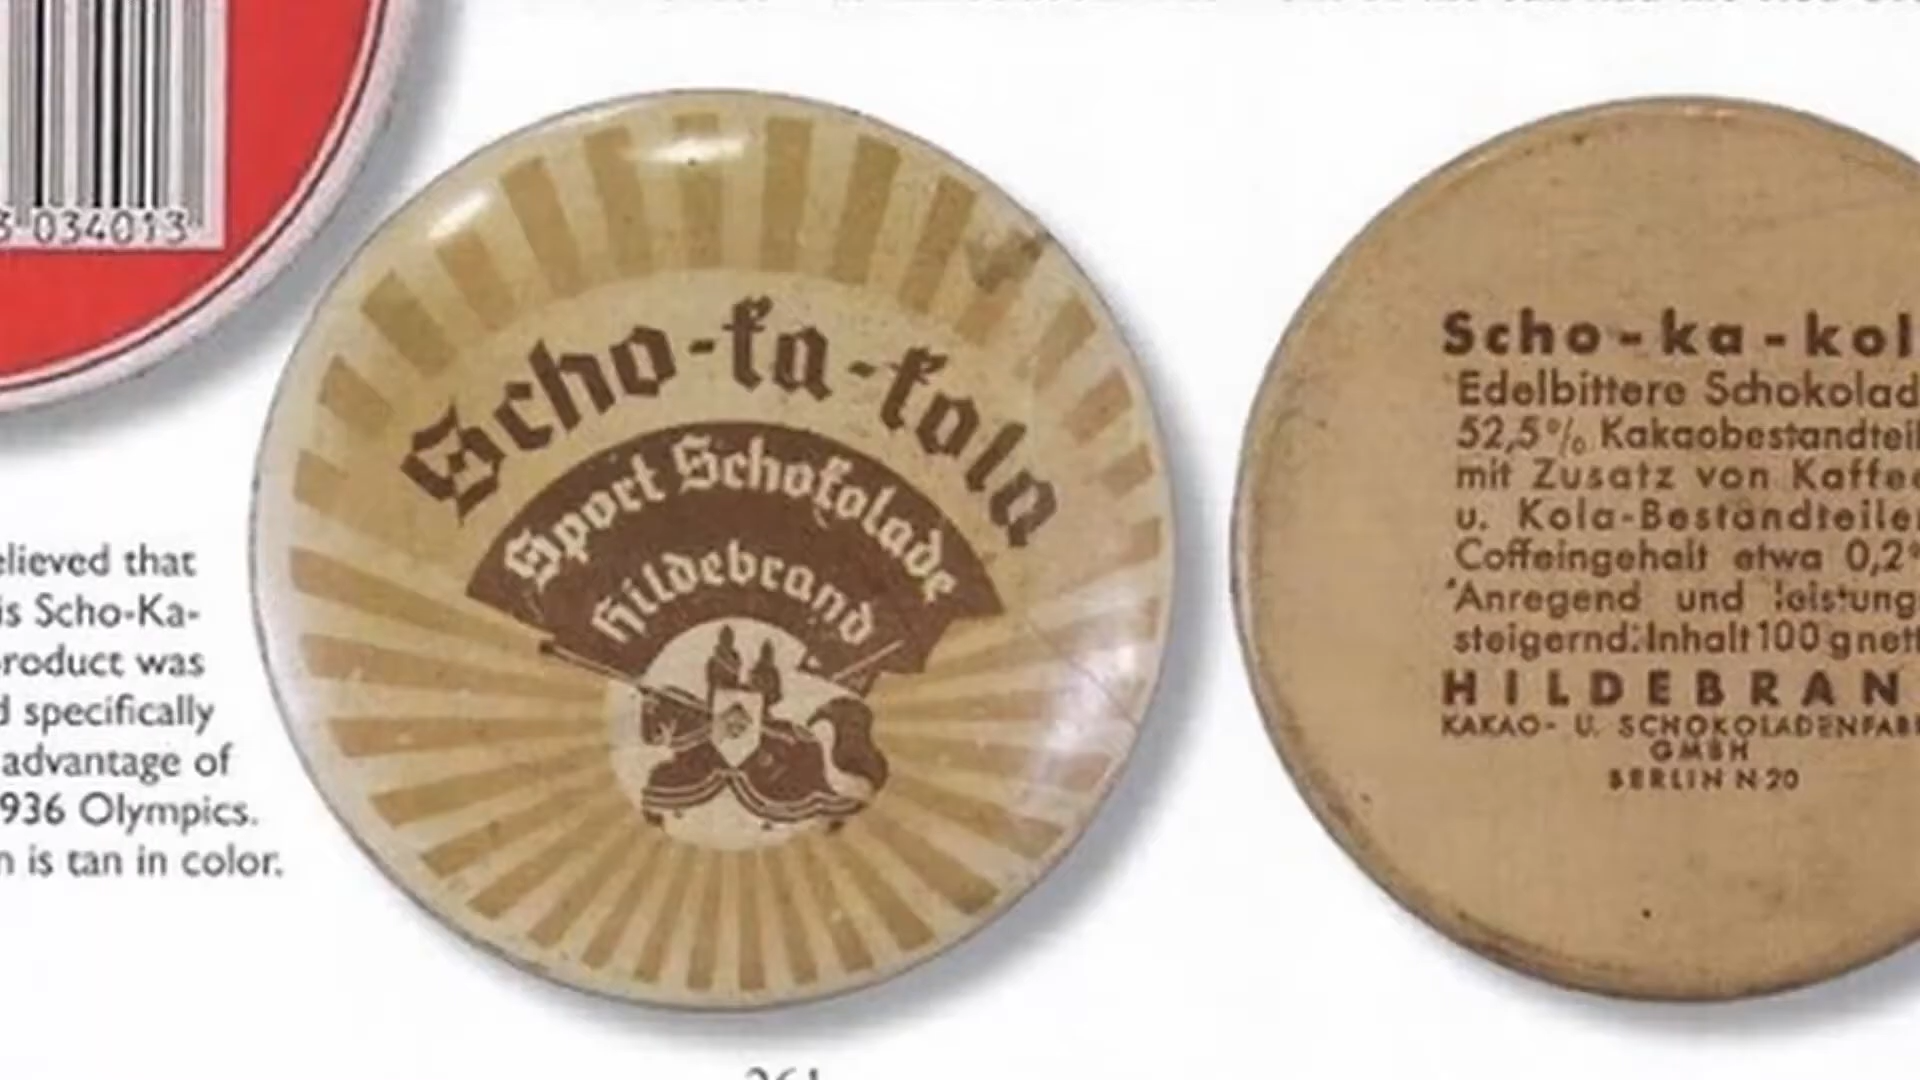 3 034013
elieved that
is Scho-Ka-
roduct was
d specifically
advantage of
936 Olympics.
n is tan in color.
Scho-ka-kola
Sport Schokolade
Hildebrand
Scho-ka-kol
Edelbittere Schokolad
52,5% Kakaobestandteil
mit Zusatz von Kaffee
u. Kola-Bestandteile
Coffeingehalt etwa 0,2%
Anregend und leistung
steigernd. Inhalt 100 g nett
HILDEBRAN
KAKAO- U. SCHOKOLADENFAB
GMBH
BERLIN N 20